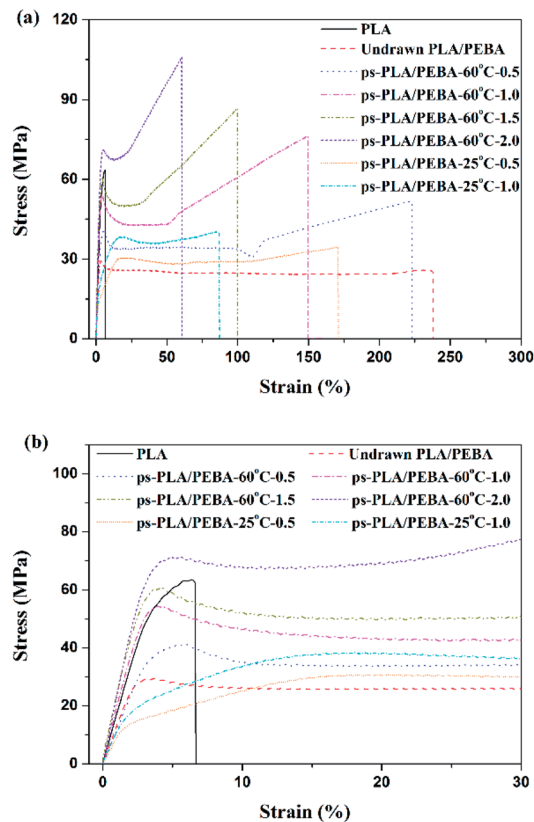 (a)
120
90
60
30
0
Stress (MPa)
PLA
Undrawn PLA/PEBA
ps-PLA/PEBA-60°C-0.5
ps-PLA/PEBA-60°C-1.0
ps-PLA/PEBA-60°C-1.5
ps-PLA/PEBA-60°C-2.0
ps-PLA/PEBA-25°C-0.5
ps-PLA/PEBA-25°C-1.0
0 50 100 150 200 250 300
Strain (%)
(b)
100
80
60
40
20
0
Stress (MPa)
PLA Undrawn PLA/PEBA
ps-PLA/PEBA-60°C-0.5 ps-PLA/PEBA-60°C-1.0
ps-PLA/PEBA-60°C-1.5 ps-PLA/PEBA-60°C-2.0
ps-PLA/PEBA-25°C-0.5 ps-PLA/PEBA-25°C-1.0
0 10 20 30
Strain (%)